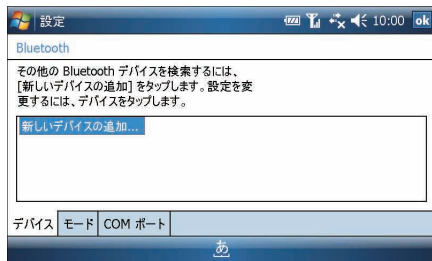 設定 10:00 ok
Bluetooth
その他の Bluetooth デバイスを検索するには、
[新しいデバイスの追加] をタップします。設定を変
更するには、デバイスをタップします。
新しいデバイスの追加...
デバイス モード COM ポート
あ